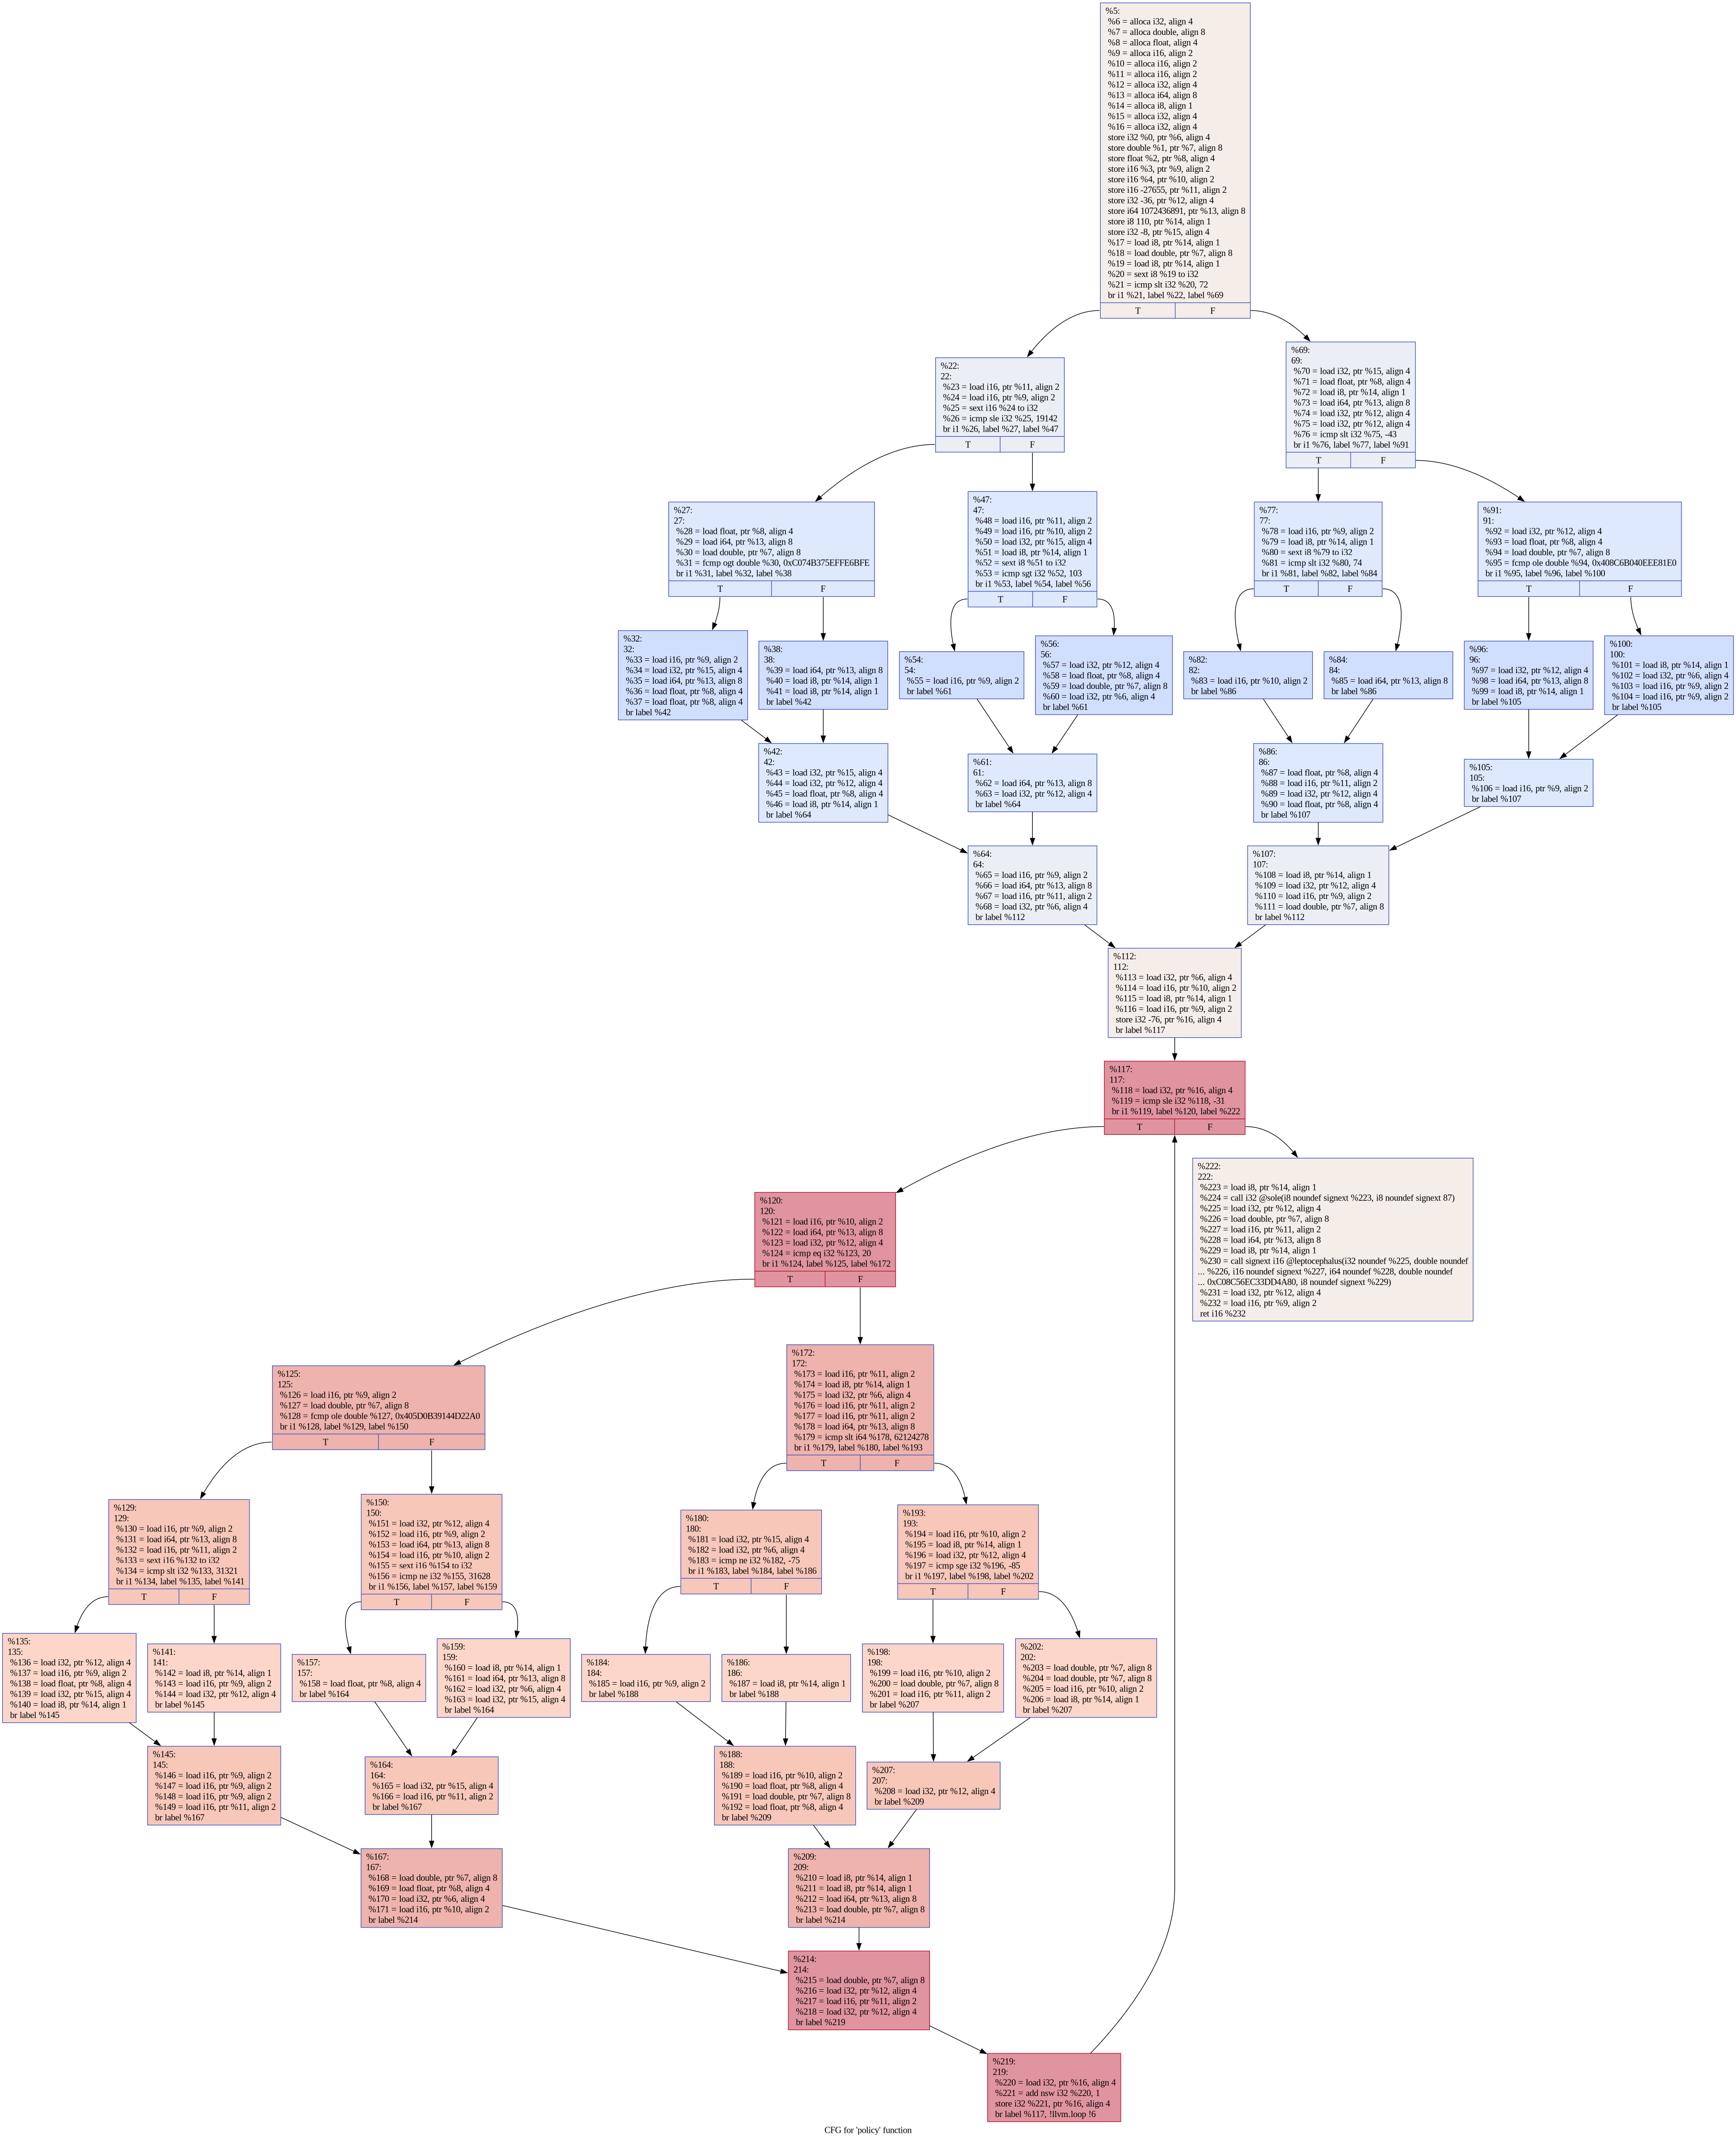 %5:
%6 = alloca i32, align 4
%7 = alloca double, align 8
%8 = alloca float, align 4
%9 = alloca i16, align 2
%10 = alloca i16, align 2
%11 = alloca i16, align 2
%12 = alloca i32, align 4
%13 = alloca i64, align 8
%14 = alloca i8, align 1
%15 = alloca i32, align 4
%16 = alloca i32, align 4
store i32 %0, ptr %6, align 4
store double %1, ptr %7, align 8
store float %2, ptr %8, align 4
store i16 %3, ptr %9, align 2
store i16 %4, ptr %10, align 2
store i16 -27655, ptr %11, align 2
store i32 -36, ptr %12, align 4
store i64 1072436891, ptr %13, align 8
store i8 110, ptr %14, align 1
store i32 -8, ptr %15, align 4
%17 = load i8, ptr %14, align 1
%18 = load double, ptr %7, align 8
%19 = load i8, ptr %14, align 1
%20 = sext i8 %19 to i32
%21 = icmp slt i32 %20, 72
br i1 %21, label %22, label %69
T
F
%22:
22:
%23 = load i16, ptr %11, align 2
%24 = load i16, ptr %9, align 2
%25 = sext i16 %24 to i32
%26 = icmp sle i32 %25, 19142
br i1 %26, label %27, label %47
T
F
%69:
69:
%70 = load i32, ptr %15, align 4
%71 = load float, ptr %8, align 4
%72 = load i8, ptr %14, align 1
%73 = load i64, ptr %13, align 8
%74 = load i32, ptr %12, align 4
%75 = load i32, ptr %12, align 4
%76 = icmp slt i32 %75, -43
br i1 %76, label %77, label %91
T
F
%27:
27:
%28 = load float, ptr %8, align 4
%29 = load i64, ptr %13, align 8
%30 = load double, ptr %7, align 8
%31 = fcmp ogt double %30, 0xC074B375EFFE6BFE
br i1 %31, label %32, label %38
T
F
%47:
47:
%48 = load i16, ptr %11, align 2
%49 = load i16, ptr %10, align 2
%50 = load i32, ptr %15, align 4
%51 = load i8, ptr %14, align 1
%52 = sext i8 %51 to i32
%53 = icmp sgt i32 %52, 103
br i1 %53, label %54, label %56
T
F
%77:
77:
%78 = load i16, ptr %9, align 2
%79 = load i8, ptr %14, align 1
%80 = sext i8 %79 to i32
%81 = icmp slt i32 %80, 74
br i1 %81, label %82, label %84
T
F
%91:
91:
%92 = load i32, ptr %12, align 4
%93 = load float, ptr %8, align 4
%94 = load double, ptr %7, align 8
%95 = fcmp ole double %94, 0x408C6B040EEE81E0
br i1 %95, label %96, label %100
T
F
%32:
32:
%33 = load i16, ptr %9, align 2
%34 = load i32, ptr %15, align 4
%35 = load i64, ptr %13, align 8
%36 = load float, ptr %8, align 4
%37 = load float, ptr %8, align 4
br label %42
%38:
38:
%39 = load i64, ptr %13, align 8
%40 = load i8, ptr %14, align 1
%41 = load i8, ptr %14, align 1
br label %42
%54:
54:
%55 = load i16, ptr %9, align 2
br label %61
%56:
56:
%57 = load i32, ptr %12, align 4
%58 = load float, ptr %8, align 4
%59 = load double, ptr %7, align 8
%60 = load i32, ptr %6, align 4
br label %61
%82:
82:
%83 = load i16, ptr %10, align 2
br label %86
%84:
84:
%85 = load i64, ptr %13, align 8
br label %86
%96:
96:
%97 = load i32, ptr %12, align 4
%98 = load i64, ptr %13, align 8
%99 = load i8, ptr %14, align 1
br label %105
%100:
100:
%101 = load i8, ptr %14, align 1
%102 = load i32, ptr %6, align 4
%103 = load i16, ptr %9, align 2
%104 = load i16, ptr %9, align 2
br label %105
%42:
42:
%43 = load i32, ptr %15, align 4
%44 = load i32, ptr %12, align 4
%45 = load float, ptr %8, align 4
%46 = load i8, ptr %14, align 1
br label %64
%61:
61:
%62 = load i64, ptr %13, align 8
%63 = load i32, ptr %12, align 4
br label %64
%86:
86:
%87 = load float, ptr %8, align 4
%88 = load i16, ptr %11, align 2
%89 = load i32, ptr %12, align 4
%90 = load float, ptr %8, align 4
br label %107
%105:
105:
%106 = load i16, ptr %9, align 2
br label %107
%64:
64:
%65 = load i16, ptr %9, align 2
%66 = load i64, ptr %13, align 8
%67 = load i16, ptr %11, align 2
%68 = load i32, ptr %6, align 4
br label %112
%107:
107:
%108 = load i8, ptr %14, align 1
%109 = load i32, ptr %12, align 4
%110 = load i16, ptr %9, align 2
%111 = load double, ptr %7, align 8
br label %112
%112:
112:
%113 = load i32, ptr %6, align 4
%114 = load i16, ptr %10, align 2
%115 = load i8, ptr %14, align 1
%116 = load i16, ptr %9, align 2
store i32 -76, ptr %16, align 4
br label %117
%117:
117:
%118 = load i32, ptr %16, align 4
%119 = icmp sle i32 %118, -31
br i1 %119, label %120, label %222
T
F
%222:
222:
%223 = load i8, ptr %14, align 1
%224 = call i32 @sole(i8 noundef signext %223, i8 noundef signext 87)
%225 = load i32, ptr %12, align 4
%226 = load double, ptr %7, align 8
%227 = load i16, ptr %11, align 2
%228 = load i64, ptr %13, align 8
%229 = load i8, ptr %14, align 1
%230 = call signext i16 @leptocephalus(i32 noundef %225, double noundef
... %226, i16 noundef signext %227, i64 noundef %228, double noundef
... 0xC08C56EC33DD4A80, i8 noundef signext %229)
%231 = load i32, ptr %12, align 4
%232 = load i16, ptr %9, align 2
ret i16 %232
%120:
120:
%121 = load i16, ptr %10, align 2
%122 = load i64, ptr %13, align 8
%123 = load i32, ptr %12, align 4
%124 = icmp eq i32 %123, 20
br i1 %124, label %125, label %172
T
F
%125:
125:
%126 = load i16, ptr %9, align 2
%127 = load double, ptr %7, align 8
%128 = fcmp ole double %127, 0x405D0B39144D22A0
br i1 %128, label %129, label %150
T
F
%172:
172:
%173 = load i16, ptr %11, align 2
%174 = load i8, ptr %14, align 1
%175 = load i32, ptr %6, align 4
%176 = load i16, ptr %11, align 2
%177 = load i16, ptr %11, align 2
%178 = load i64, ptr %13, align 8
%179 = icmp slt i64 %178, 62124278
br i1 %179, label %180, label %193
T
F
%129:
129:
%130 = load i16, ptr %9, align 2
%131 = load i64, ptr %13, align 8
%132 = load i16, ptr %11, align 2
%133 = sext i16 %132 to i32
%134 = icmp slt i32 %133, 31321
br i1 %134, label %135, label %141
T
F
%150:
150:
%151 = load i32, ptr %12, align 4
%152 = load i16, ptr %9, align 2
%153 = load i64, ptr %13, align 8
%154 = load i16, ptr %10, align 2
%155 = sext i16 %154 to i32
%156 = icmp ne i32 %155, 31628
br i1 %156, label %157, label %159
T
F
%180:
180:
%181 = load i32, ptr %15, align 4
%182 = load i32, ptr %6, align 4
%183 = icmp ne i32 %182, -75
br i1 %183, label %184, label %186
T
F
%193:
193:
%194 = load i16, ptr %10, align 2
%195 = load i8, ptr %14, align 1
%196 = load i32, ptr %12, align 4
%197 = icmp sge i32 %196, -85
br i1 %197, label %198, label %202
T
F
%135:
135:
%136 = load i32, ptr %12, align 4
%137 = load i16, ptr %9, align 2
%138 = load float, ptr %8, align 4
%139 = load i32, ptr %15, align 4
%140 = load i8, ptr %14, align 1
br label %145
%141:
141:
%142 = load i8, ptr %14, align 1
%143 = load i16, ptr %9, align 2
%144 = load i32, ptr %12, align 4
br label %145
%157:
157:
%158 = load float, ptr %8, align 4
br label %164
%159:
159:
%160 = load i8, ptr %14, align 1
%161 = load i64, ptr %13, align 8
%162 = load i32, ptr %6, align 4
%163 = load i32, ptr %15, align 4
br label %164
%184:
184:
%185 = load i16, ptr %9, align 2
br label %188
%186:
186:
%187 = load i8, ptr %14, align 1
br label %188
%198:
198:
%199 = load i16, ptr %10, align 2
%200 = load double, ptr %7, align 8
%201 = load i16, ptr %11, align 2
br label %207
%202:
202:
%203 = load double, ptr %7, align 8
%204 = load double, ptr %7, align 8
%205 = load i16, ptr %10, align 2
%206 = load i8, ptr %14, align 1
br label %207
%145:
145:
%146 = load i16, ptr %9, align 2
%147 = load i16, ptr %9, align 2
%148 = load i16, ptr %9, align 2
%149 = load i16, ptr %11, align 2
br label %167
%164:
164:
%165 = load i32, ptr %15, align 4
%166 = load i16, ptr %11, align 2
br label %167
%188:
188:
%189 = load i16, ptr %10, align 2
%190 = load float, ptr %8, align 4
%191 = load double, ptr %7, align 8
%192 = load float, ptr %8, align 4
br label %209
%207:
207:
%208 = load i32, ptr %12, align 4
br label %209
%167:
167:
%168 = load double, ptr %7, align 8
%169 = load float, ptr %8, align 4
%170 = load i32, ptr %6, align 4
%171 = load i16, ptr %10, align 2
br label %214
%209:
209:
%210 = load i8, ptr %14, align 1
%211 = load i8, ptr %14, align 1
%212 = load i64, ptr %13, align 8
%213 = load double, ptr %7, align 8
br label %214
%214:
214:
%215 = load double, ptr %7, align 8
%216 = load i32, ptr %12, align 4
%217 = load i16, ptr %11, align 2
%218 = load i32, ptr %12, align 4
br label %219
%219:
219:
%220 = load i32, ptr %16, align 4
%221 = add nsw i32 %220, 1
store i32 %221, ptr %16, align 4
br label %117, !llvm.loop !6
CFG for 'policy' function